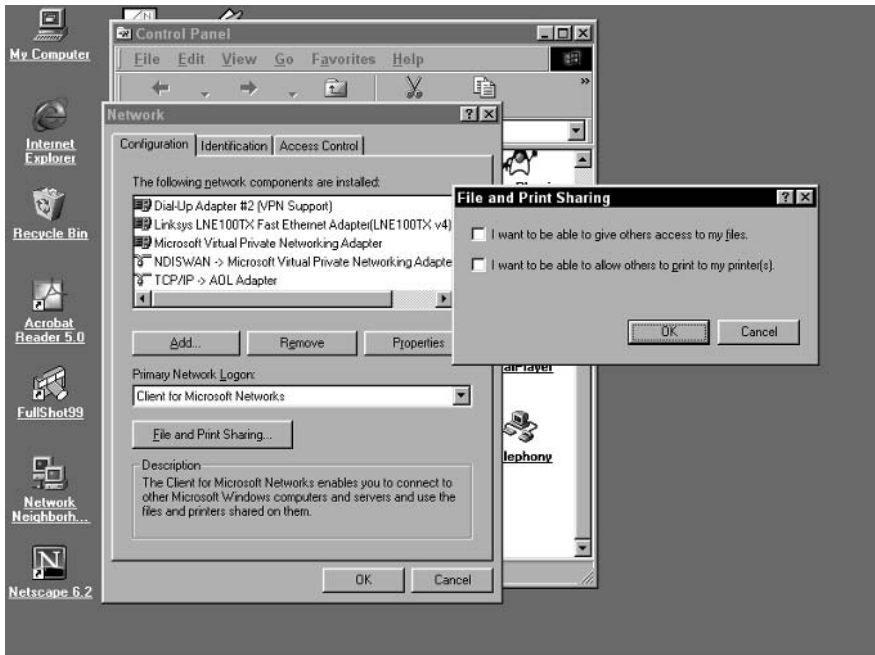 My Computer
Internet
Explorer
Recycle Bin
Acrobat
Reader 5.0
FullShot99
Network
Neighborh...
N
Netscape 6.2
Control Panel
File Edit View Go Favorites Help
»
Network
Configuration Identification Access Control
The following network components are installed:
Dial-Up Adapter #2 (VPN Support)
Linksys LNE100TX Fast Ethernet Adapter(LNE100TX v4)
Microsoft Virtual Private Networking Adapter
NDISWAN -> Microsoft Virtual Private Networking Adapte
TCP/IP -> AOL Adapter
Add... Remove Properties
Primary Network Logon:
Client for Microsoft Networks
File and Print Sharing...
Description
The Client for Microsoft Networks enables you to connect to
other Microsoft Windows computers and servers and use the
files and printers shared on them.
OK Cancel
File and Print Sharing
I want to be able to give others access to my files.
I want to be able to allow others to print to my printer(s).
OK Cancel
alPlayer
lephony